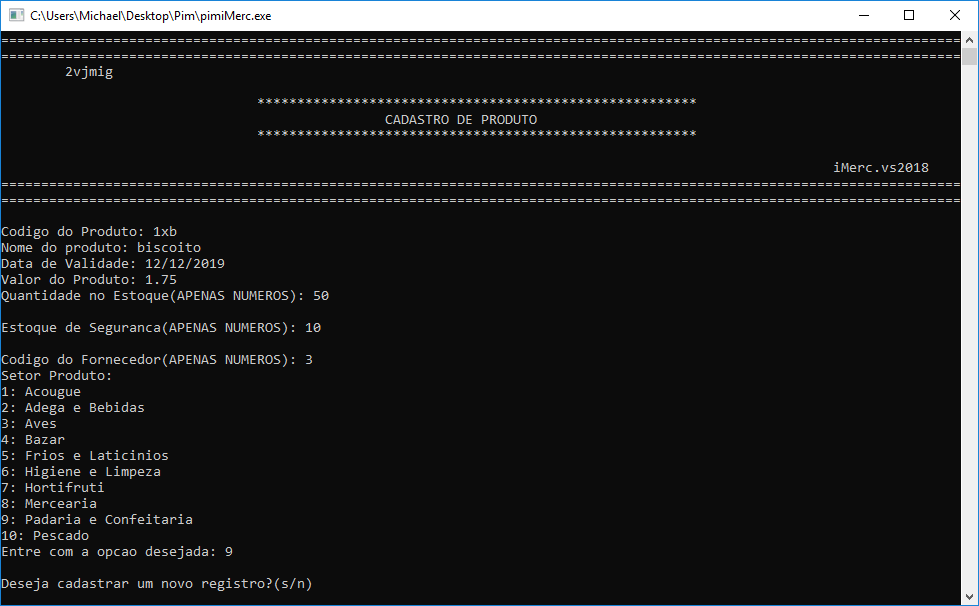 C:\Users\Michael\Desktop\Pim\pimiMerc.exe
========================================================================================================================
========================================================================================================================
2vjmig
*******************************************************
CADASTRO DE PRODUTO
*******************************************************
iMerc.vs2018
========================================================================================================================
========================================================================================================================
Codigo do Produto: 1xb
Nome do produto: biscoito
Data de Validade: 12/12/2019
Valor do Produto: 1.75
Quantidade no Estoque(APENAS NUMEROS): 50
Estoque de Seguranca(APENAS NUMEROS): 10
Codigo do Fornecedor(APENAS NUMEROS): 3
Setor Produto:
1: Acougue
2: Adega e Bebidas
3: Aves
4: Bazar
5: Frios e Laticinios
6: Higiene e Limpeza
7: Hortifruti
8: Mercearia
9: Padaria e Confeitaria
10: Pescado
Entre com a opcao desejada: 9
Deseja cadastrar um novo registro?(s/n)